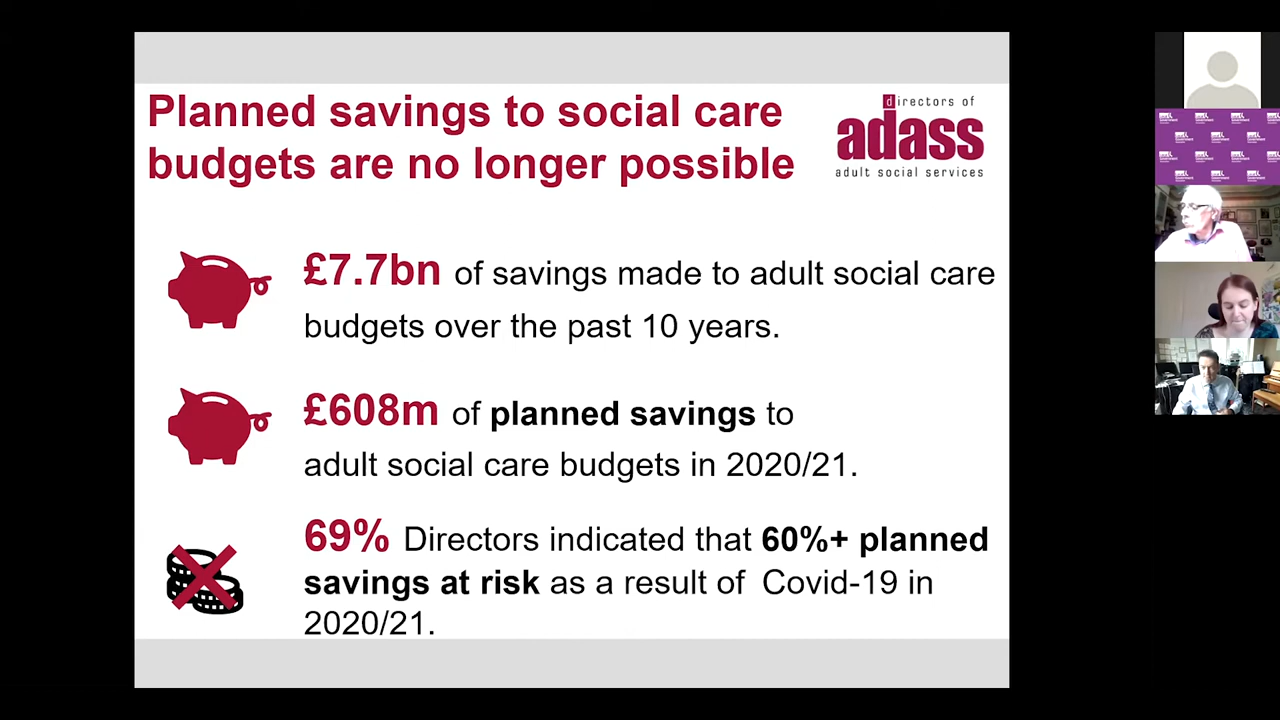 Planned savings to social care
budgets are no longer possible
directors of
adass
adult social services
£7.7bn of savings made to adult social care
budgets over the past 10 years.
£608m of planned savings to
adult social care budgets in 2020/21.
69% Directors indicated that 60%+ planned
savings at risk as a result of Covid-19 in
2020/21.